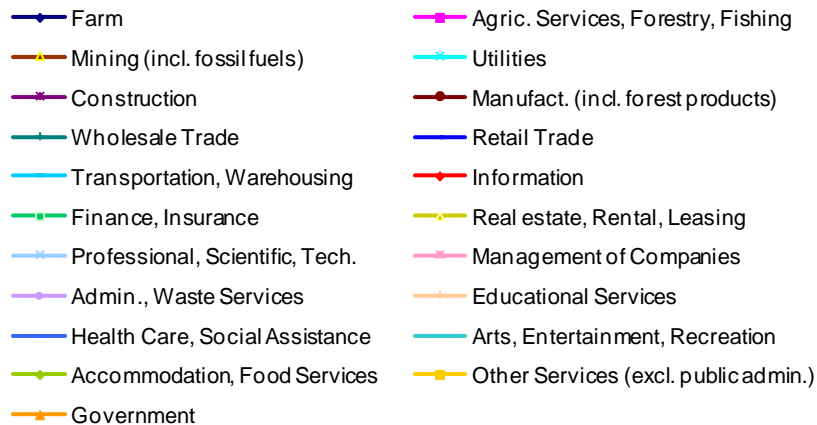 Farm
Agric. Services, Forestry, Fishing
Mining (incl. fossil fuels)
Utilities
Construction
Manufact. (incl. forest products)
Wholesale Trade
Retail Trade
Transportation, Warehousing
Information
Finance, Insurance
Real estate, Rental, Leasing
Professional, Scientific, Tech.
Management of Companies
Admin., Waste Services
Educational Services
Health Care, Social Assistance
Arts, Entertainment, Recreation
Accommodation, Food Services
Other Services (excl. public admin.)
Government